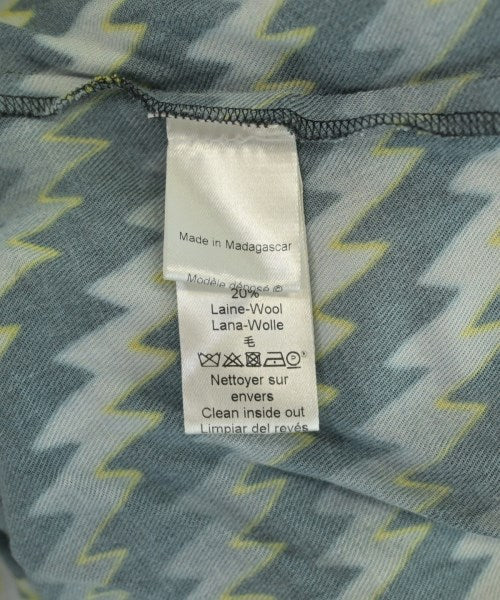 Made in Madagascar
Modèle déposé ®
20%
Laine-Wool
Lana-Wolle
毛
Nettoyer sur
envers
Clean inside out
Limpiar del revés